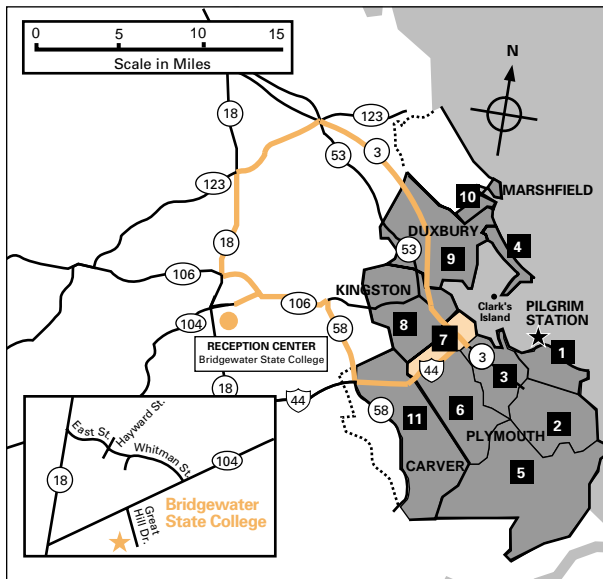 0 5 10 15
Scale in Miles
N
18
123
53
3
123
MARSHFIELD
10
DUXBURY
4
18
53
9
106
KINGSTON
Clark's
Island
106
PILGRIM
STATION
104
58
8
7
1
RECEPTION CENTER
Bridgewater State College
3
44
3
18
44
58
11
6
2
PLYMOUTH
CARVER
5
East St.
Hayward St.
Whitman St.
104
18
Great
Hill Dr.
Bridgewater
State College